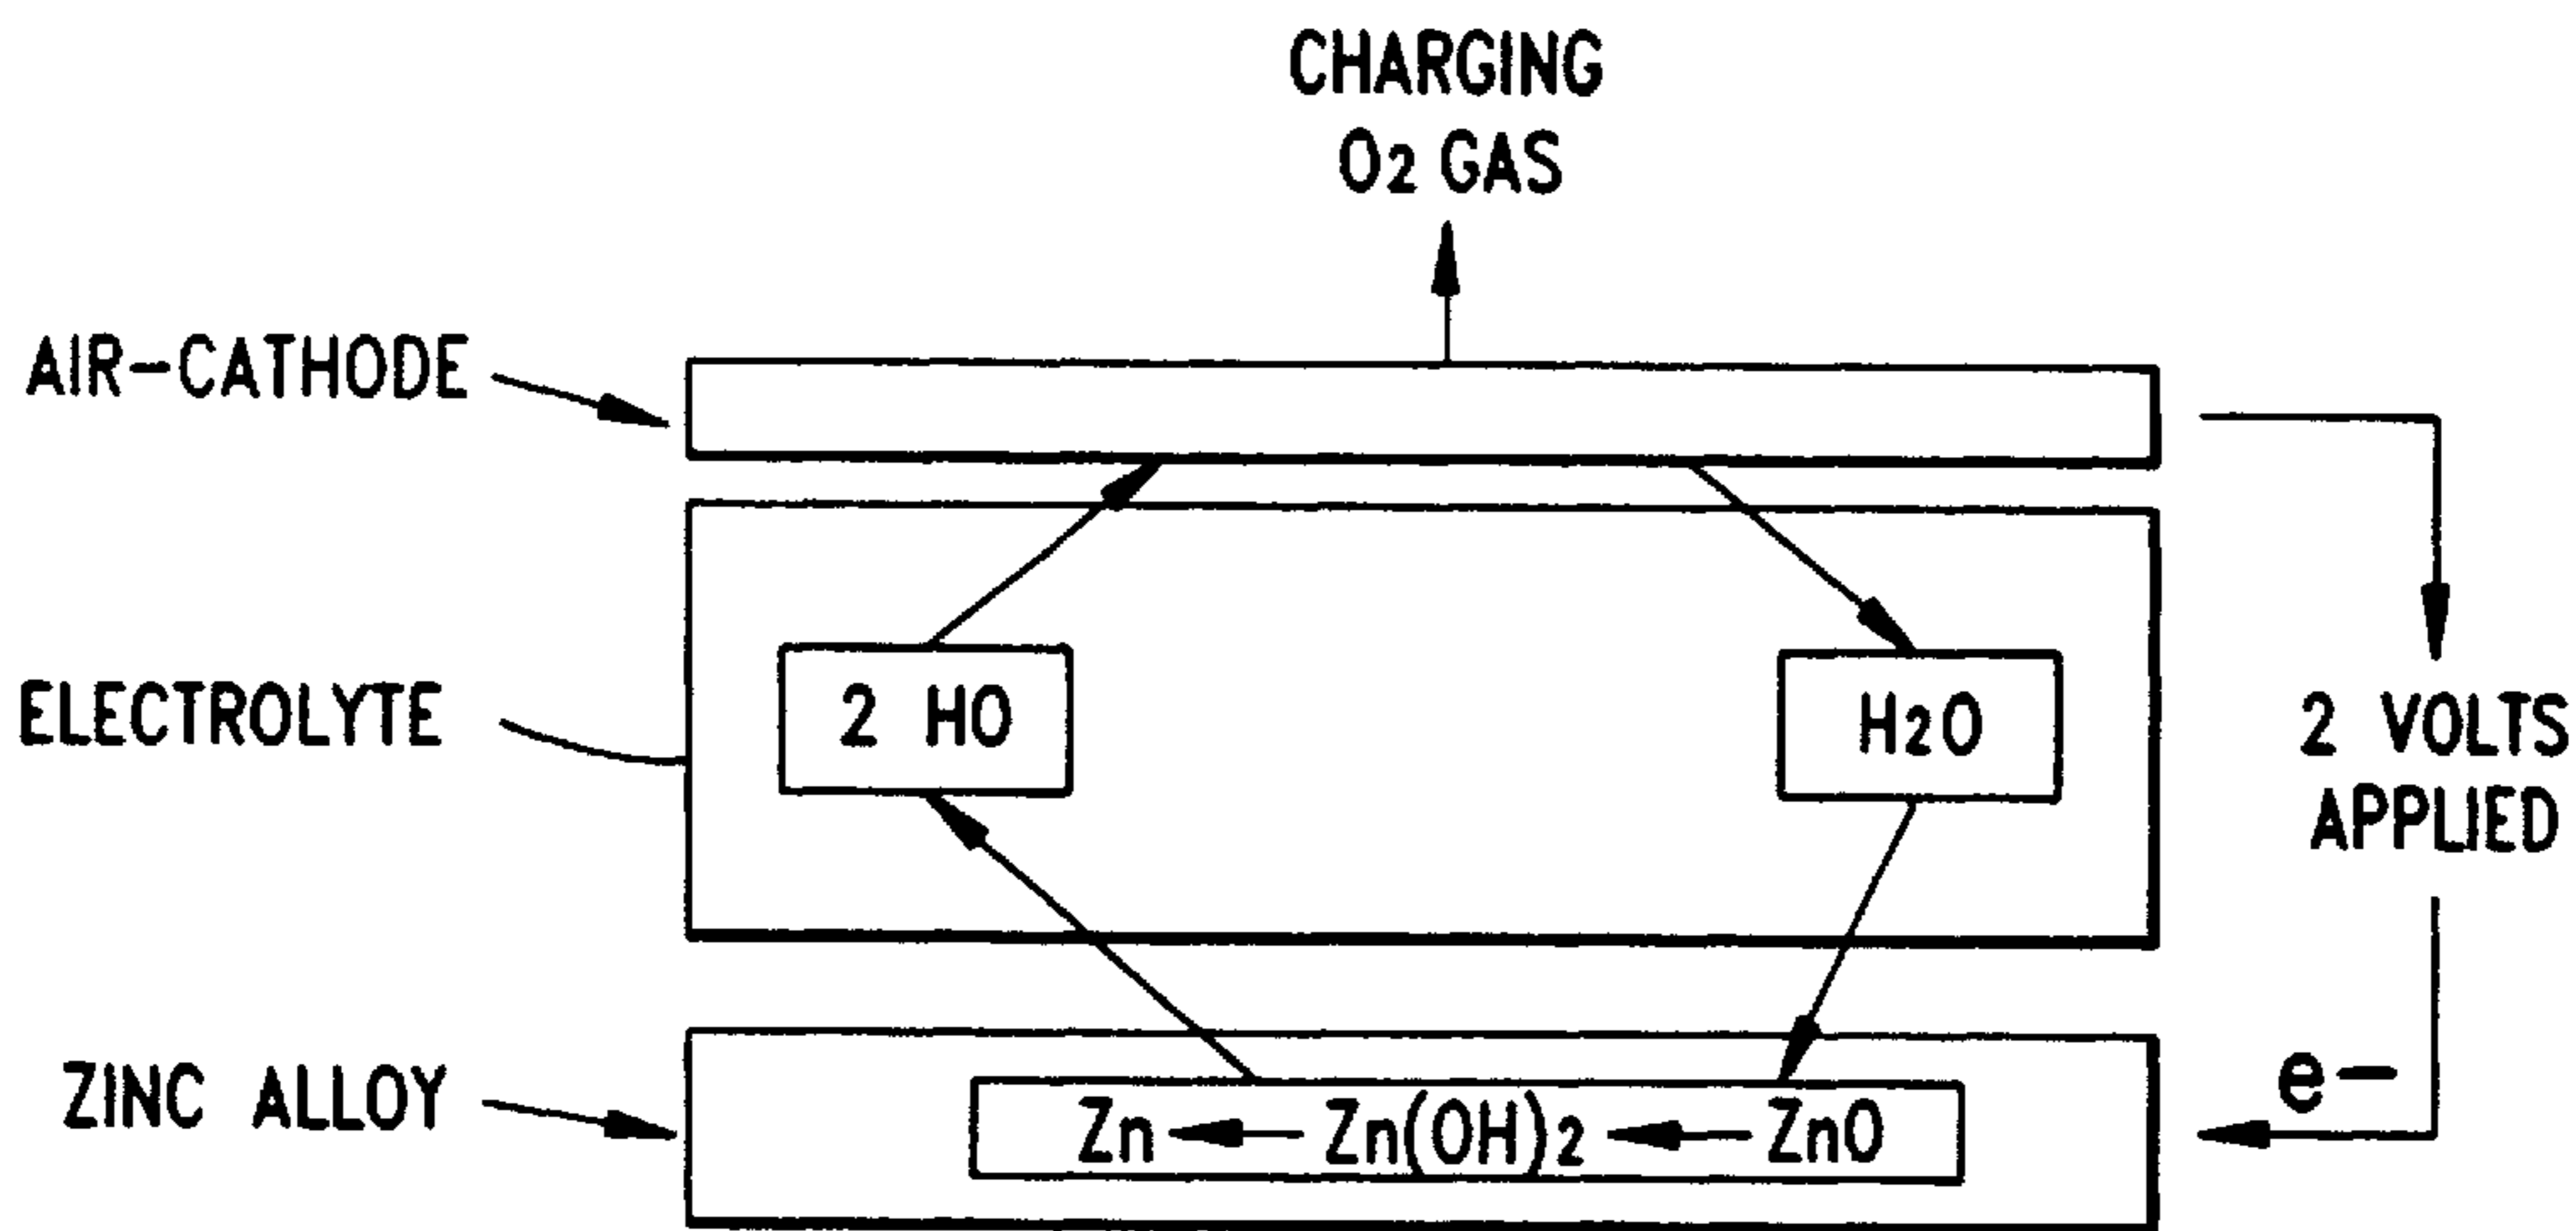 CHARGING
O2 GAS
AIR-CATHODE
ELECTROLYTE
2 HO
H2O
2 VOLTS
APPLIED
ZINC ALLOY
Zn ← Zn(OH)2 ← ZnO
e-